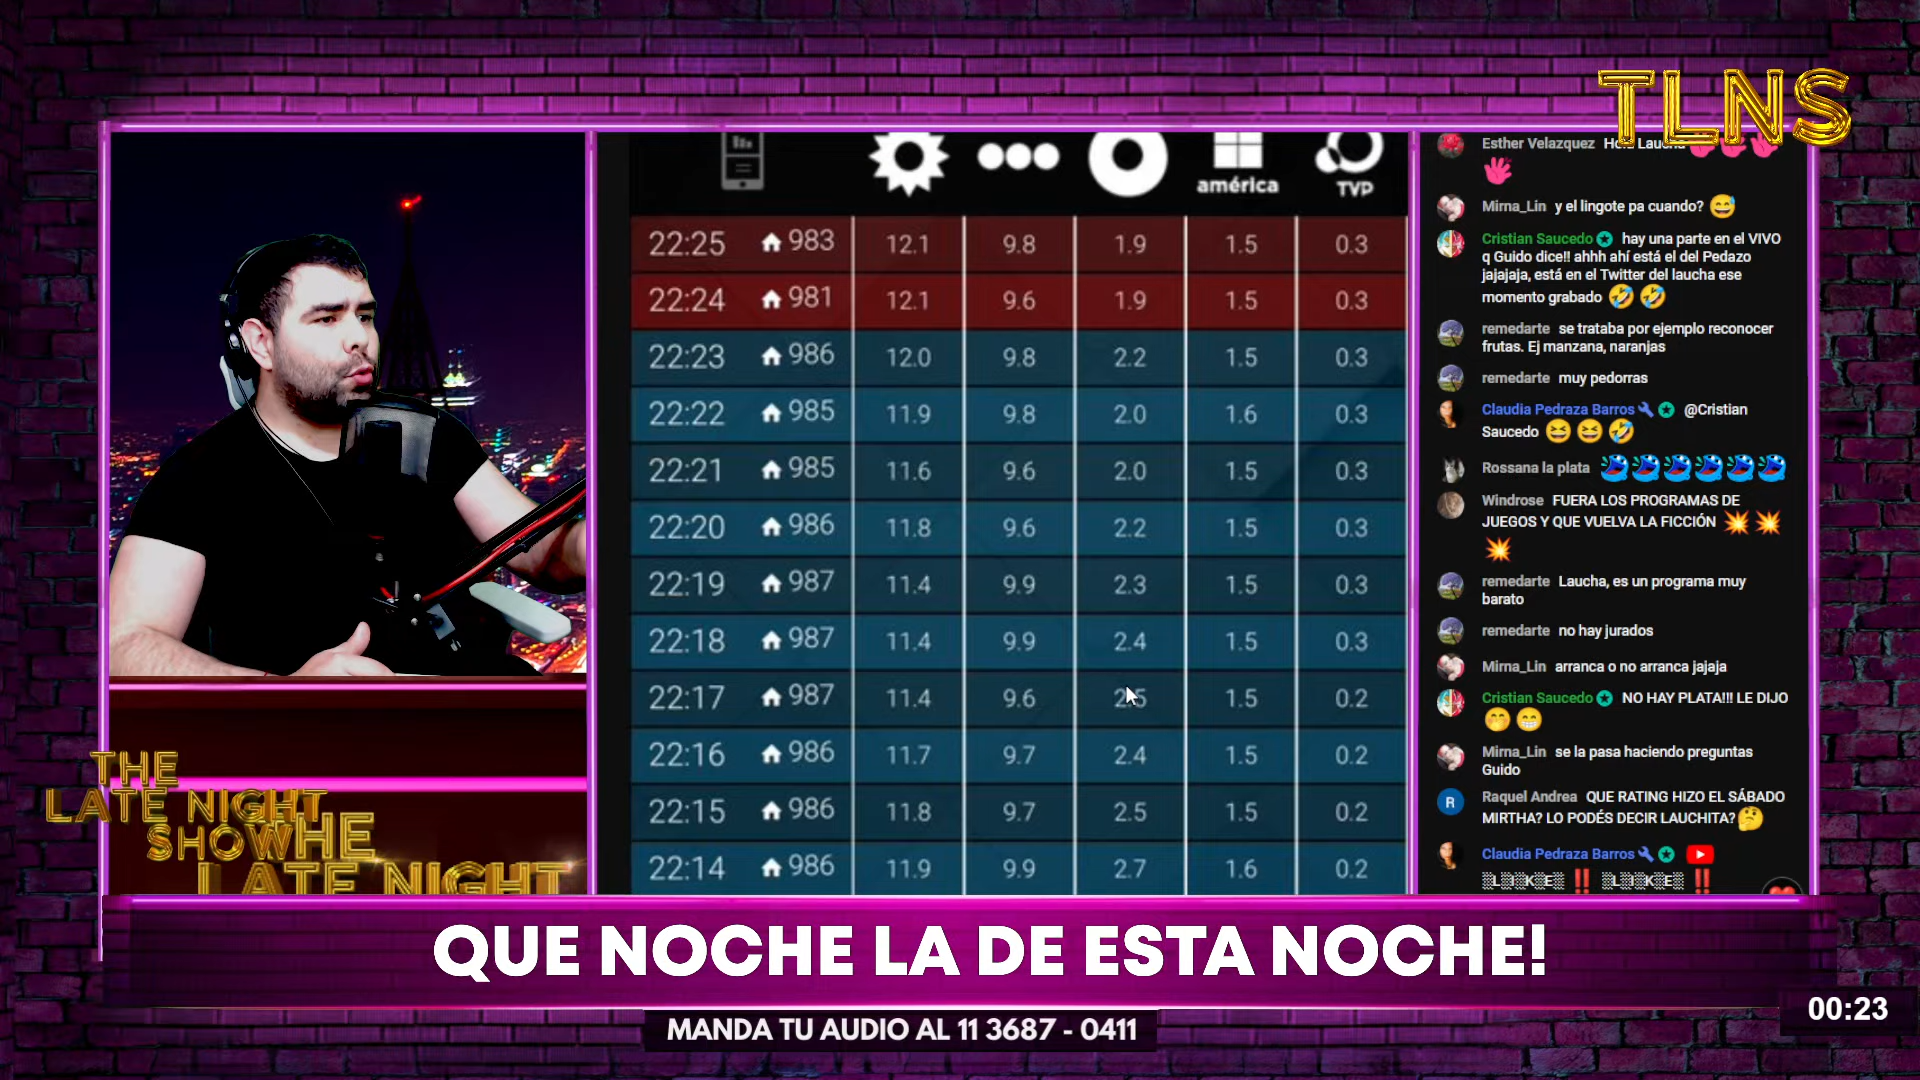 TLNS
américa
TVP
22:25 983 12.1 9.8 1.9 1.5 0.3
22:24 981 12.1 9.6 1.9 1.5 0.3
22:23 986 12.0 9.8 2.2 1.5 0.3
22:22 985 11.9 9.8 2.0 1.6 0.3
22:21 985 11.6 9.6 2.0 1.5 0.3
22:20 986 11.8 9.6 2.2 1.5 0.3
22:19 987 11.4 9.9 2.3 1.5 0.3
22:18 987 11.4 9.9 2.4 1.5 0.3
22:17 987 11.4 9.6 2.5 1.5 0.2
22:16 986 11.7 9.7 2.4 1.5 0.2
22:15 986 11.8 9.7 2.5 1.5 0.2
22:14 986 11.9 9.9 2.7 1.6 0.2
Esther Velazquez
Mirna_Lin y el lingote pa cuando? 😅
Cristian Saucedo hay una parte en el VIVO
q Guido dice!! ahhh ahí está el del Pedazo
jajajaja, está en el Twitter del laucha ese
momento grabado 🤣 🤣
remedarte se trataba por ejemplo reconocer
frutas. Ej manzana, naranjas
remedarte muy pedorras
Claudia Pedraza Barros @Cristian
Saucedo 😆 😆 🤣
Rossana la plata
Windrose FUERA LOS PROGRAMAS DE
JUEGOS Y QUE VUELVA LA FICCIÓN 💥 💥
💥
remedarte Laucha, es un programa muy
barato
remedarte no hay jurados
Mirna_Lin arranca o no arranca jajaja
Cristian Saucedo NO HAY PLATA!!! LE DIJO
🤭 😁
Mirna_Lin se la pasa haciendo preguntas
Guido
R Raquel Andrea QUE RATING HIZO EL SÁBADO
MIRTHA? LO PODÉS DECIR LAUCHITA? 🤔
Claudia Pedraza Barros
░L░I░K░E░ ‼️ ░L░I░K░E░ ‼️
THE
LATE NIGHT
SHOW
THE
LATE NIGHT
QUE NOCHE LA DE ESTA NOCHE!
MANDA TU AUDIO AL 11 3687 - 0411
00:23